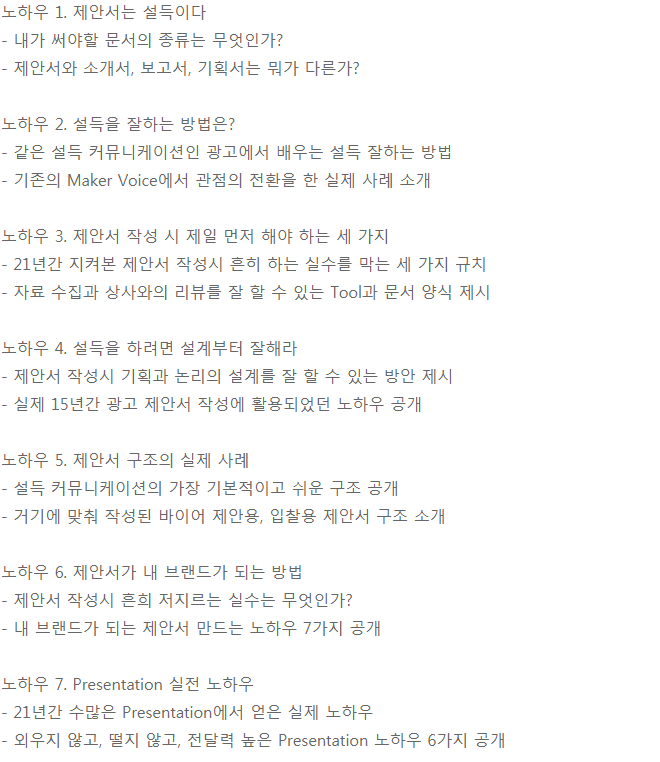 노하우 1. 제안서는 설득이다
- 내가 써야할 문서의 종류는 무엇인가?
- 제안서와 소개서, 보고서, 기획서는 뭐가 다른가?
노하우 2. 설득을 잘하는 방법은?
- 같은 설득 커뮤니케이션인 광고에서 배우는 설득 잘하는 방법
- 기존의 Maker Voice에서 관점의 전환을 한 실제 사례 소개
노하우 3. 제안서 작성 시 제일 먼저 해야 하는 세 가지
- 21년간 지켜본 제안서 작성시 흔히 하는 실수를 막는 세 가지 규치
- 자료 수집과 상사와의 리뷰를 잘 할 수 있는 Tool과 문서 양식 제시
노하우 4. 설득을 하려면 설계부터 잘해라
- 제안서 작성시 기획과 논리의 설계를 잘 할 수 있는 방안 제시
- 실제 15년간 광고 제안서 작성에 활용되었던 노하우 공개
노하우 5. 제안서 구조의 실제 사례
- 설득 커뮤니케이션의 가장 기본적이고 쉬운 구조 공개
- 거기에 맞춰 작성된 바이어 제안용, 입찰용 제안서 구조 소개
노하우 6. 제안서가 내 브랜드가 되는 방법
- 제안서 작성시 흔희 저지르는 실수는 무엇인가?
- 내 브랜드가 되는 제안서 만드는 노하우 7가지 공개
노하우 7. Presentation 실전 노하우
- 21년간 수많은 Presentation에서 얻은 실제 노하우
- 외우지 않고, 떨지 않고, 전달력 높은 Presentation 노하우 6가지 공개